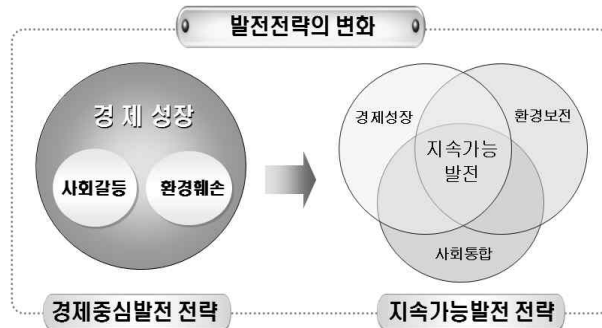 발전전략의 변화
경 제 성 장
사회갈등
환경훼손
경제성장
환경보전
지속가능
발전
사회통합
경제중심발전 전략
지속가능발전 전략